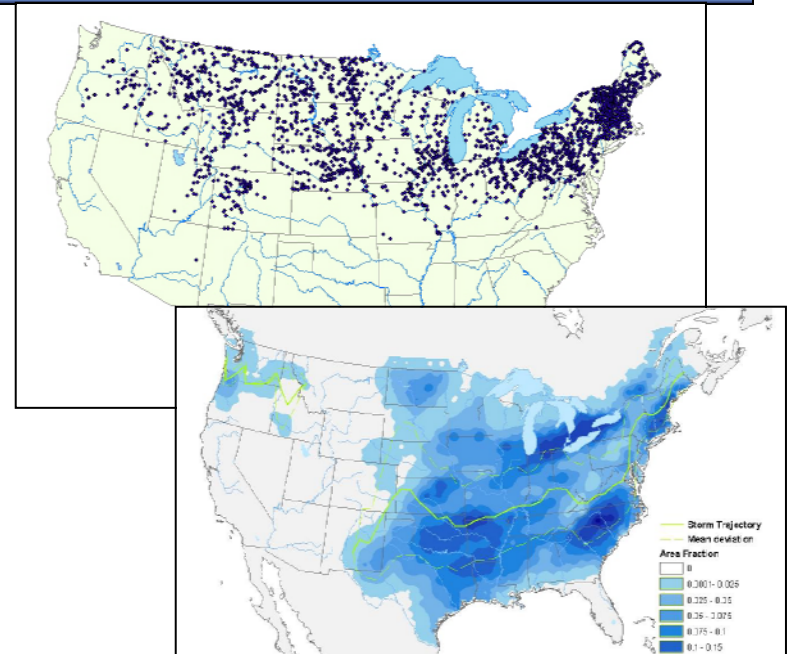 Storm Trajectory
Mean deviation
Area Fraction
0
0.0001 - 0.025
0.025 - 0.05
0.05 - 0.075
0.075 - 0.1
0.1 - 0.15